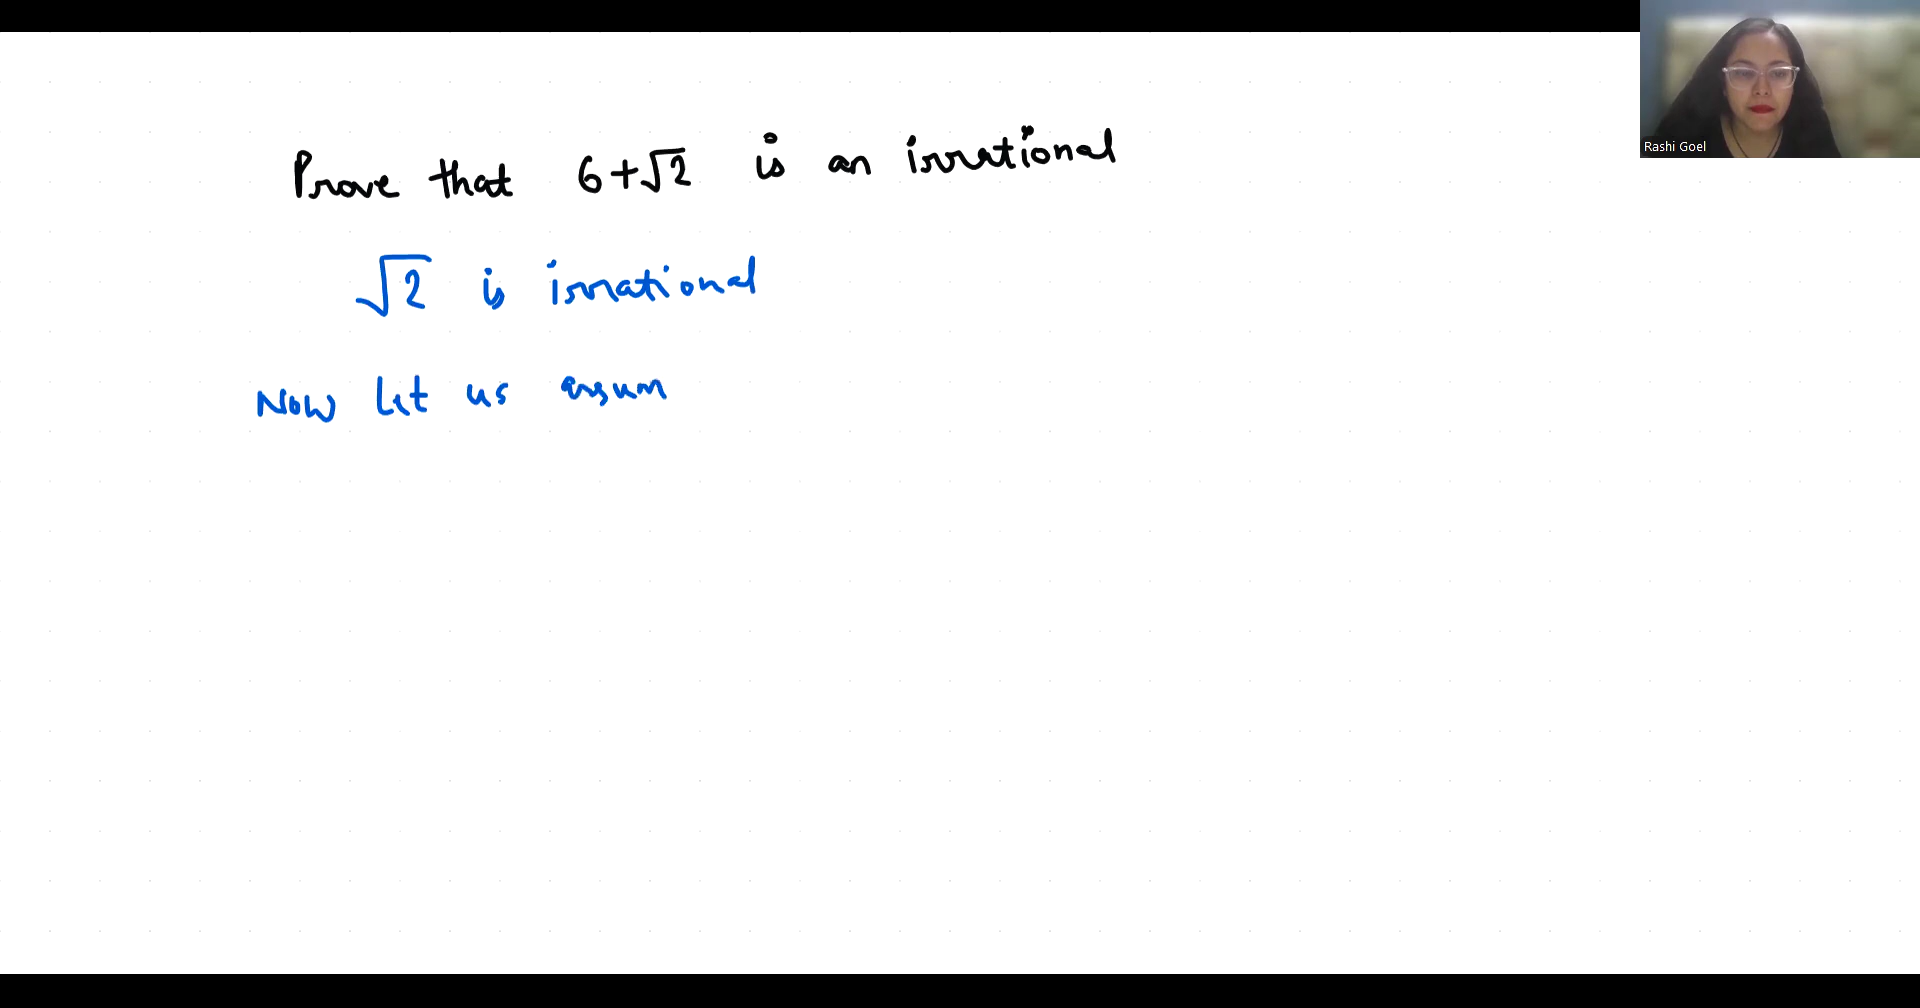 Prove that 6+√2 is an irrational
√2 is irrational
Now let us assum
Rashi Goel